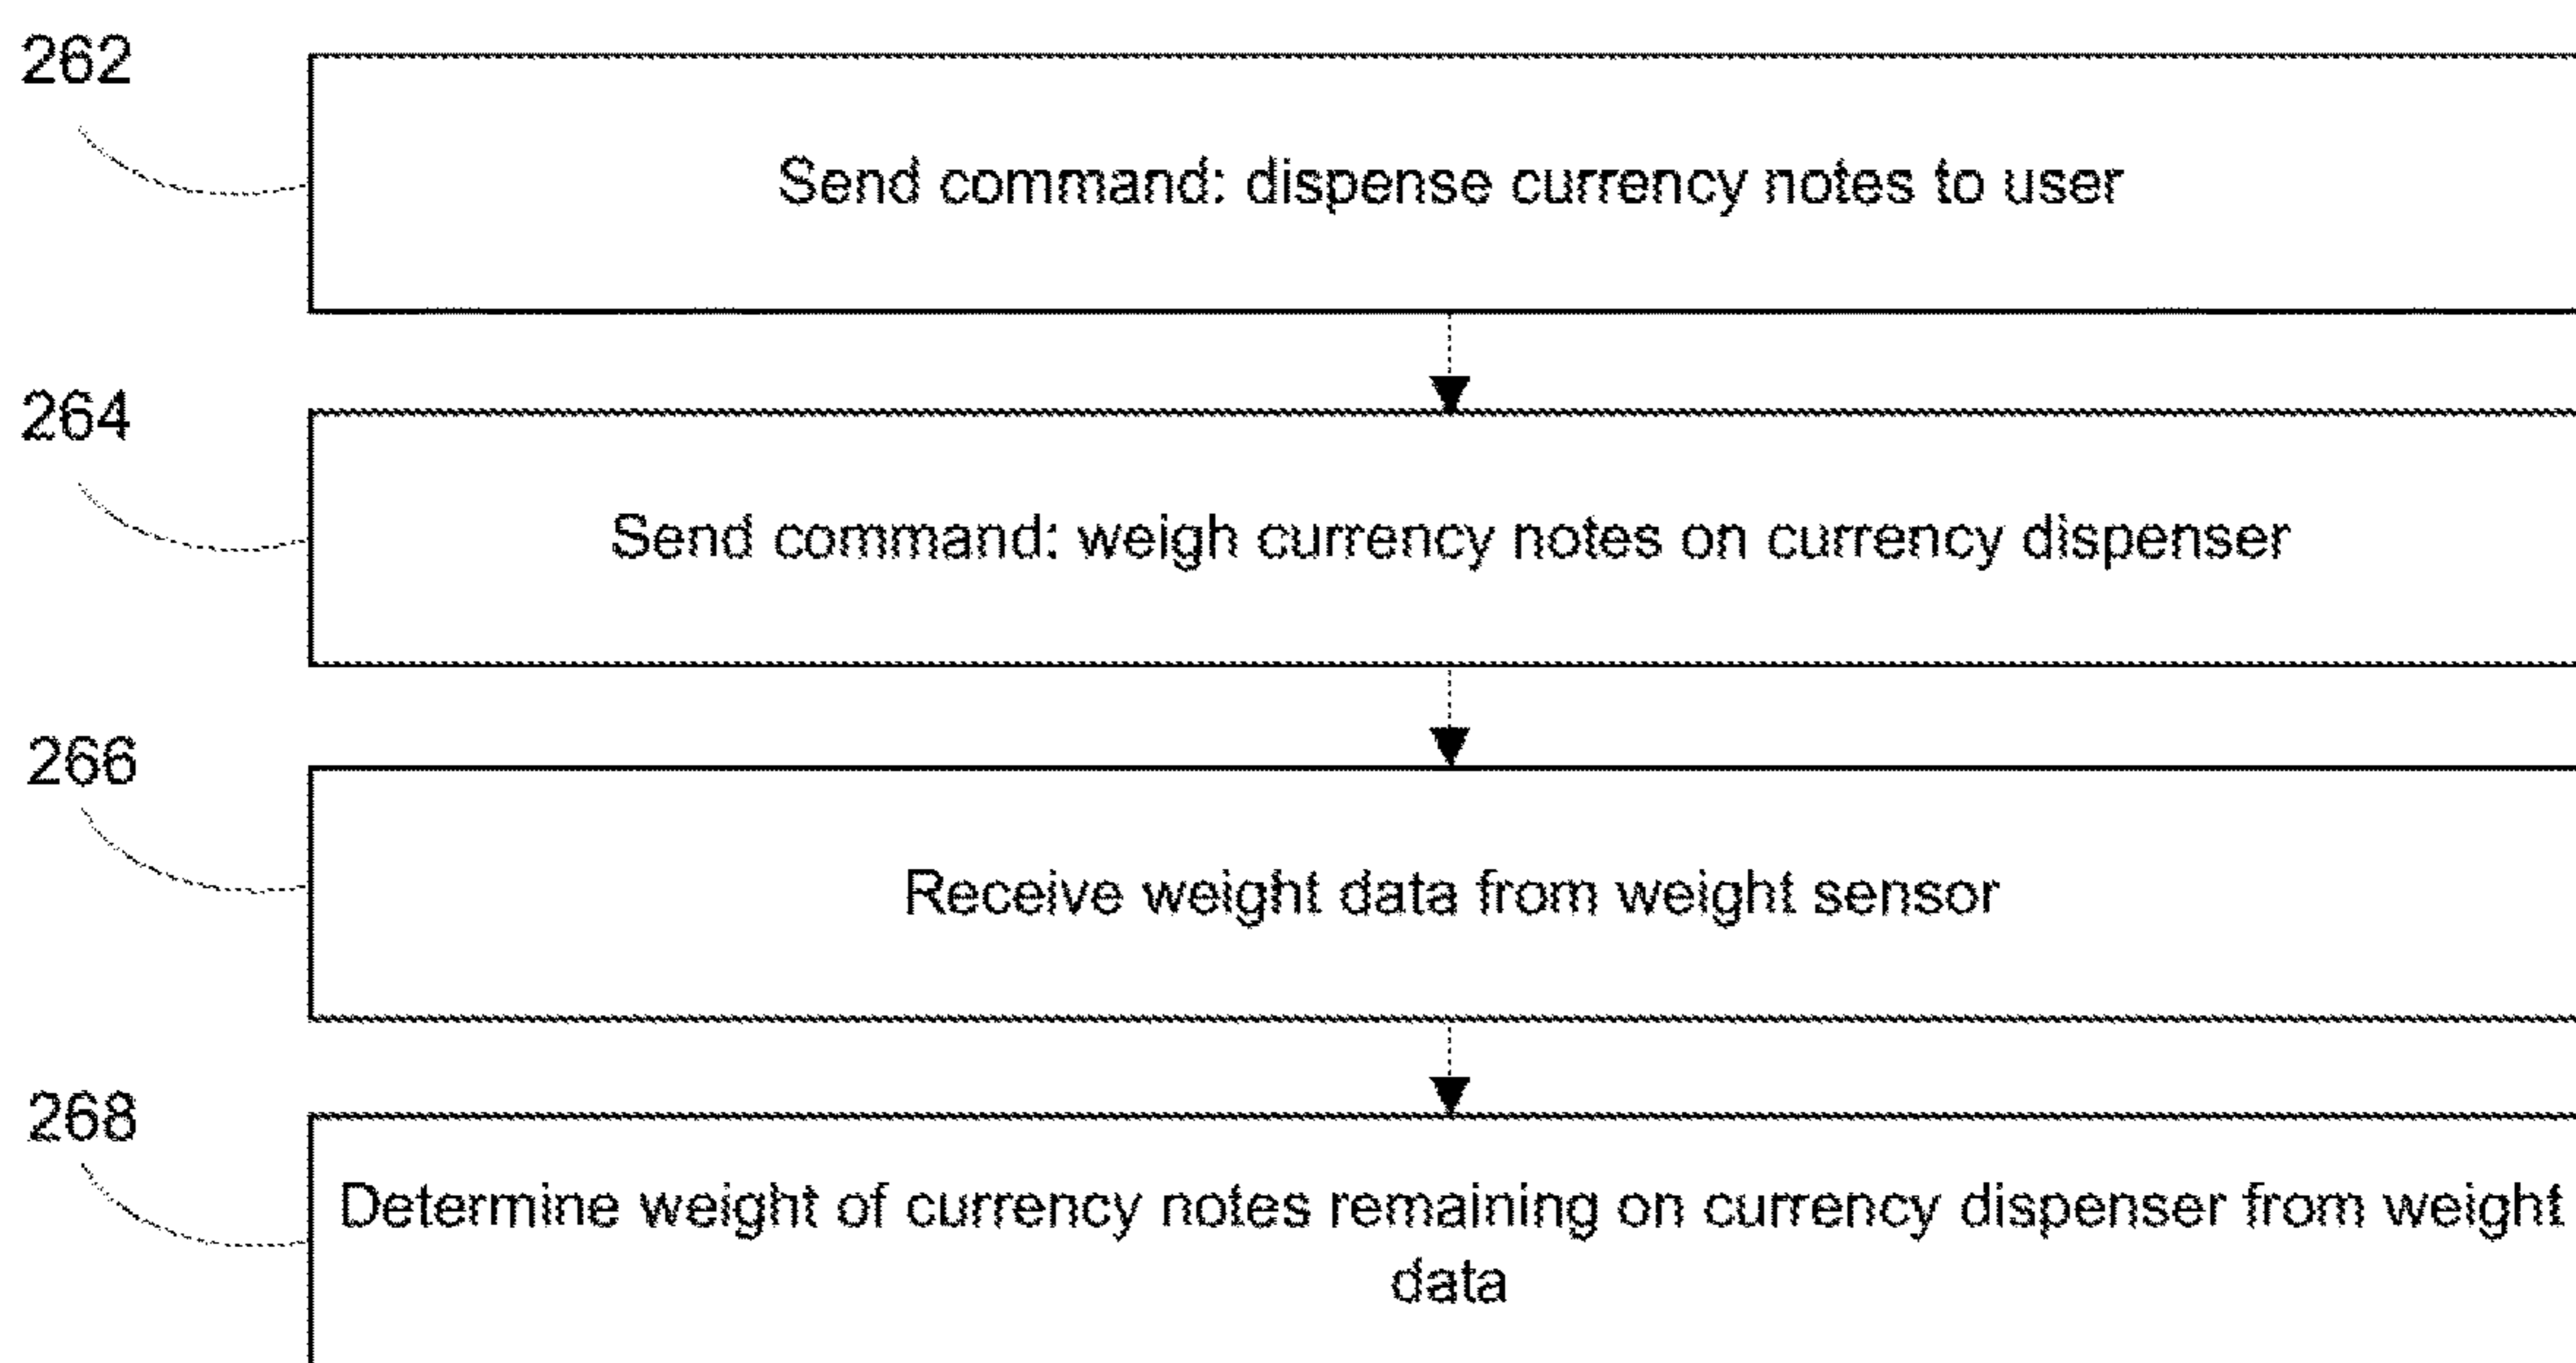 262
Send command: dispense currency notes to user
264
Send command: weigh currency notes on currency dispenser
266
Receive weight data from weight sensor
268
Determine weight of currency notes remaining on currency dispenser from weight
data